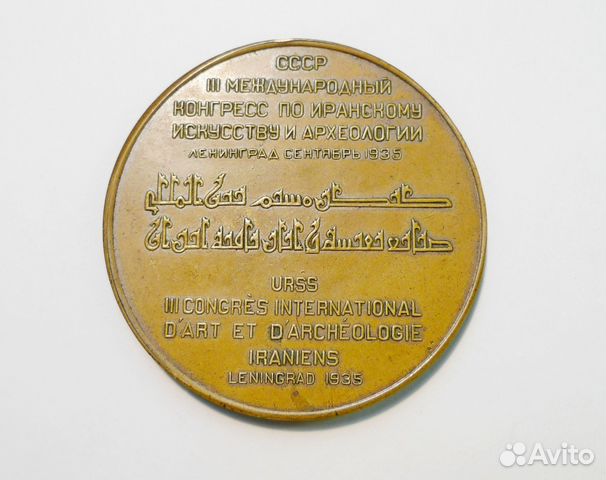 СССР
III МЕЖДУНАРОДНЫЙ
КОНГРЕСС ПО ИРАНСКОМУ
ИСКУССТВУ И АРХЕОЛОГИИ
ЛЕНИНГРАД СЕНТЯБРЬ 1935
URSS
III CONGRÈS INTERNATIONAL
D'ART ET D'ARCHÉOLOGIE
IRANIENS
LENINGRAD 1935
Avito